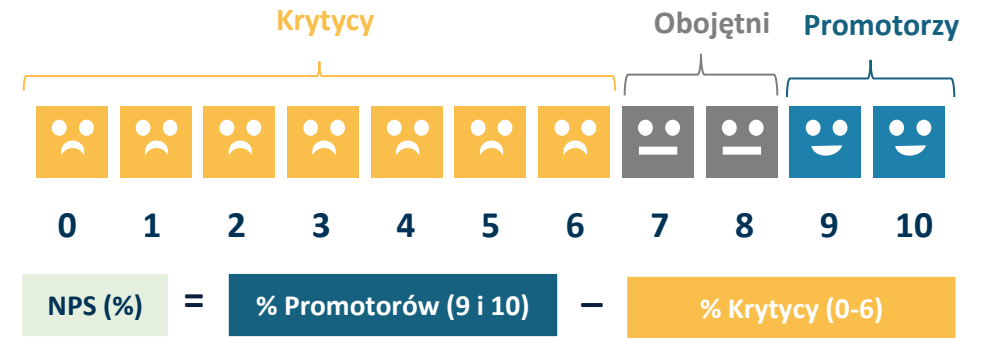 Krytycy Obojętni Promotorzy
0 1 2 3 4 5 6 7 8 9 10
NPS (%) = % Promotorów (9 i 10) – % Krytycy (0-6)